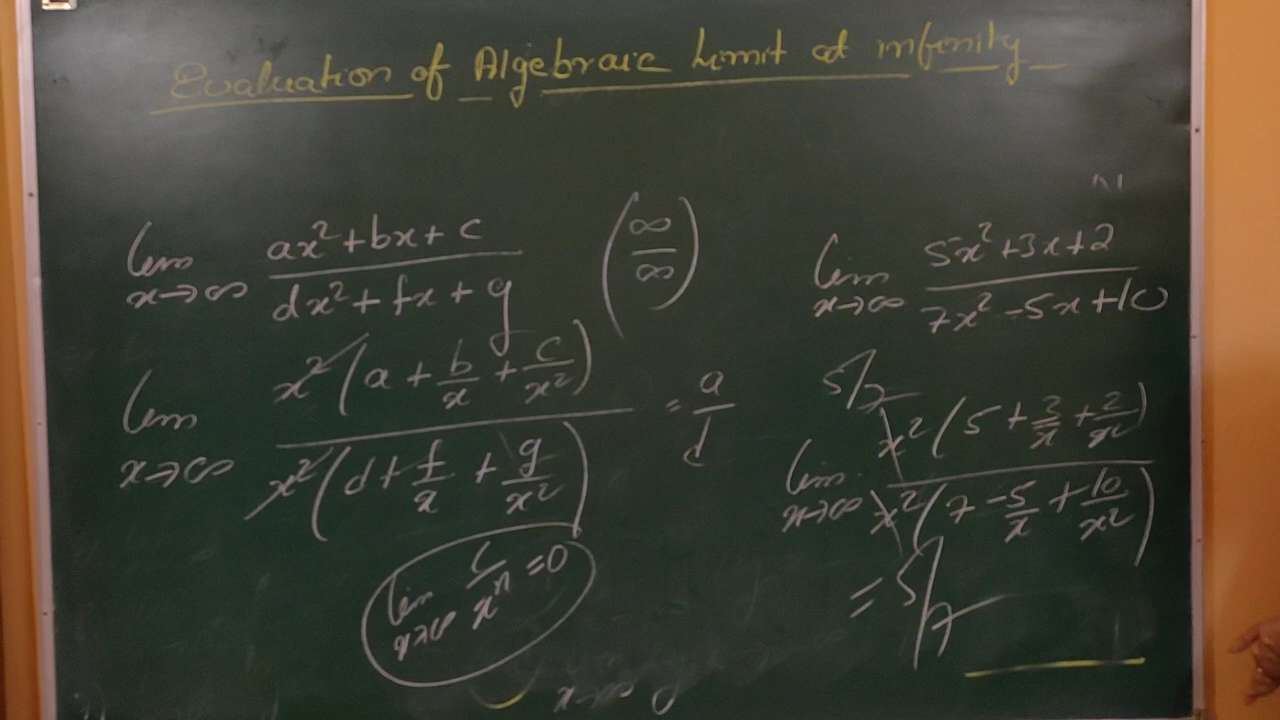 Evaluation of Algebraic Limit at infinity
lim x→∞ (ax²+bx+c)/(dx²+fx+g) (∞/∞)
lim x→∞ x²(a + b/x + c/x²) / x²(d + f/x + g/x²) = a/d
lim x→∞ c/xⁿ = 0
x→∞
lim x→∞ (5x²+3x+2)/(7x²-5x+10)
5/7
lim x→∞ x²(5 + 3/x + 2/x²) / x²(7 - 5/x + 10/x²)
= 5/7